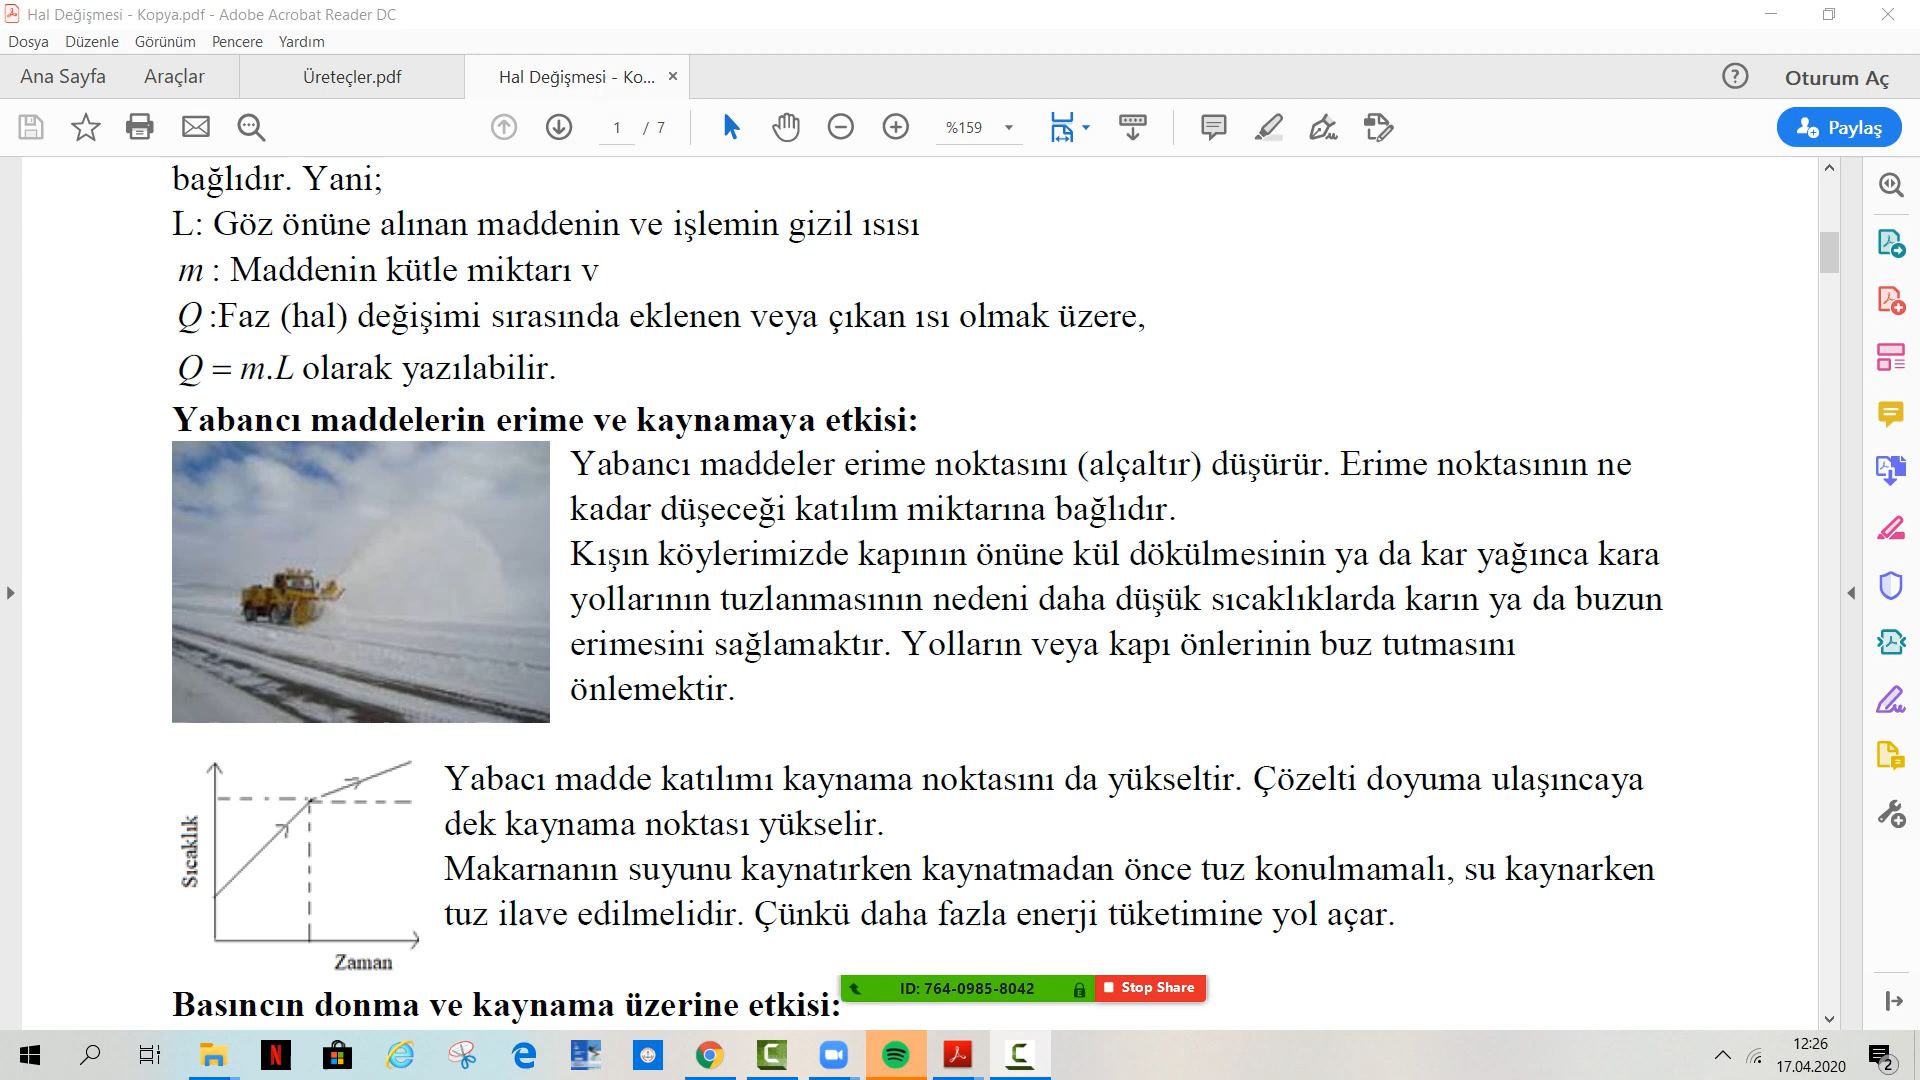 Hal Değişmesi - Kopya.pdf - Adobe Acrobat Reader DC
Dosya Düzenle Görünüm Pencere Yardım
Ana Sayfa Araçlar Üreteçler.pdf Hal Değişmesi - Ko... × Oturum Aç
1 / 7 %159 Paylaş
bağlıdır. Yani;
L: Göz önüne alınan maddenin ve işlemin gizil ısısı
m : Maddenin kütle miktarı v
Q :Faz (hal) değişimi sırasında eklenen veya çıkan ısı olmak üzere,
Q = m.L olarak yazılabilir.
Yabancı maddelerin erime ve kaynamaya etkisi:
Yabancı maddeler erime noktasını (alçaltır) düşürür. Erime noktasının ne
kadar düşeceği katılım miktarına bağlıdır.
Kışın köylerimizde kapının önüne kül dökülmesinin ya da kar yağınca kara
yollarının tuzlanmasının nedeni daha düşük sıcaklıklarda karın ya da buzun
erimesini sağlamaktır. Yolların veya kapı önlerinin buz tutmasını
önlemektir.
Sıcaklık
Zaman
Yabacı madde katılımı kaynama noktasını da yükseltir. Çözelti doyuma ulaşıncaya
dek kaynama noktası yükselir.
Makarnanın suyunu kaynatırken kaynatmadan önce tuz konulmamalı, su kaynarken
tuz ilave edilmelidir. Çünkü daha fazla enerji tüketimine yol açar.
Basıncın donma ve kaynama üzerine etkisi:
ID: 764-0985-8042 Stop Share
12:26
17.04.2020
2